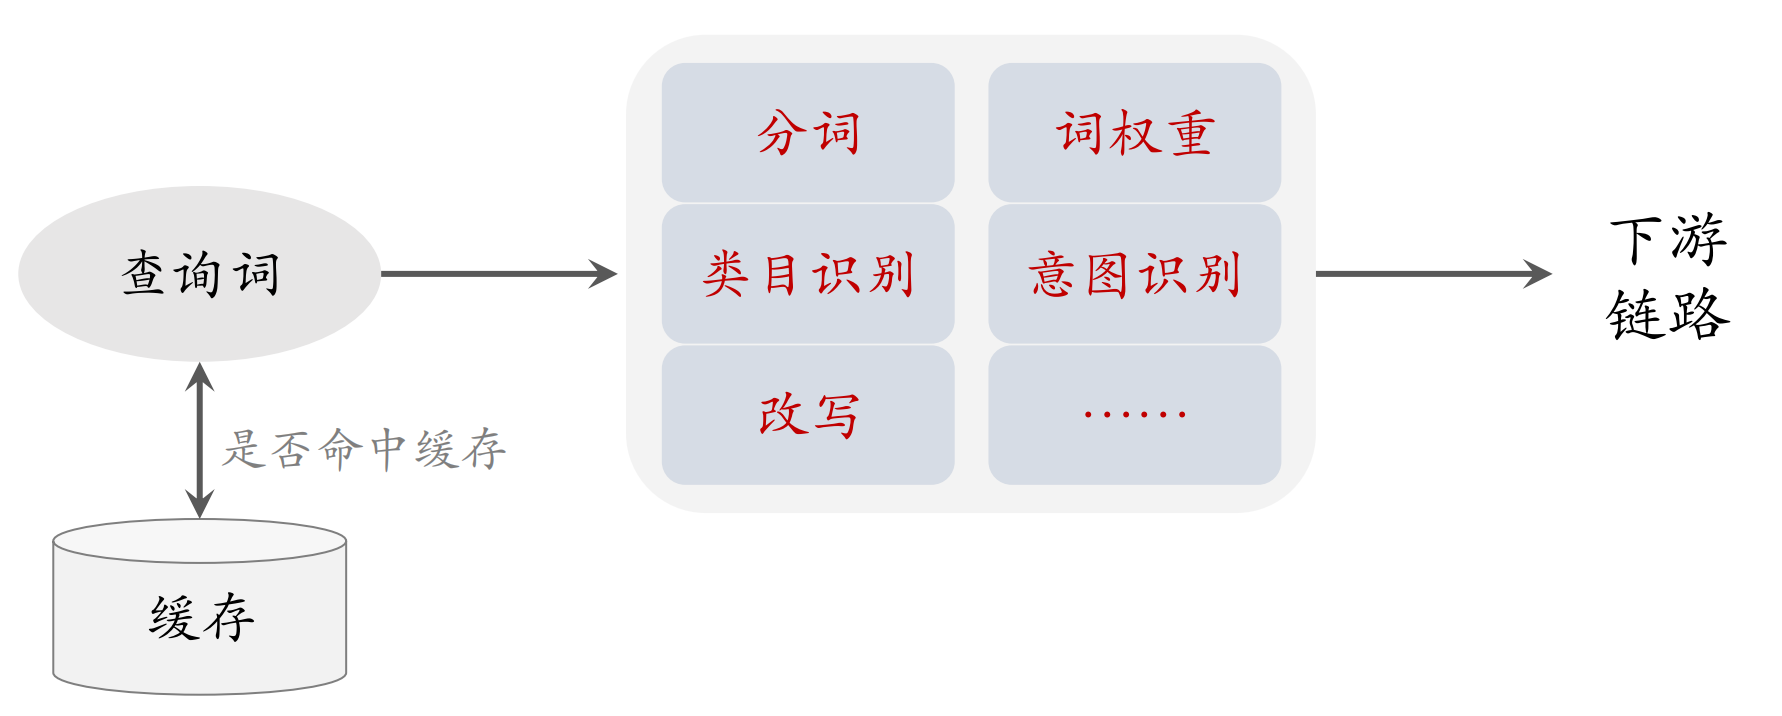 查询词
是否命中缓存
缓存
分词
词权重
类目识别
意图识别
改写
······
下游
链路